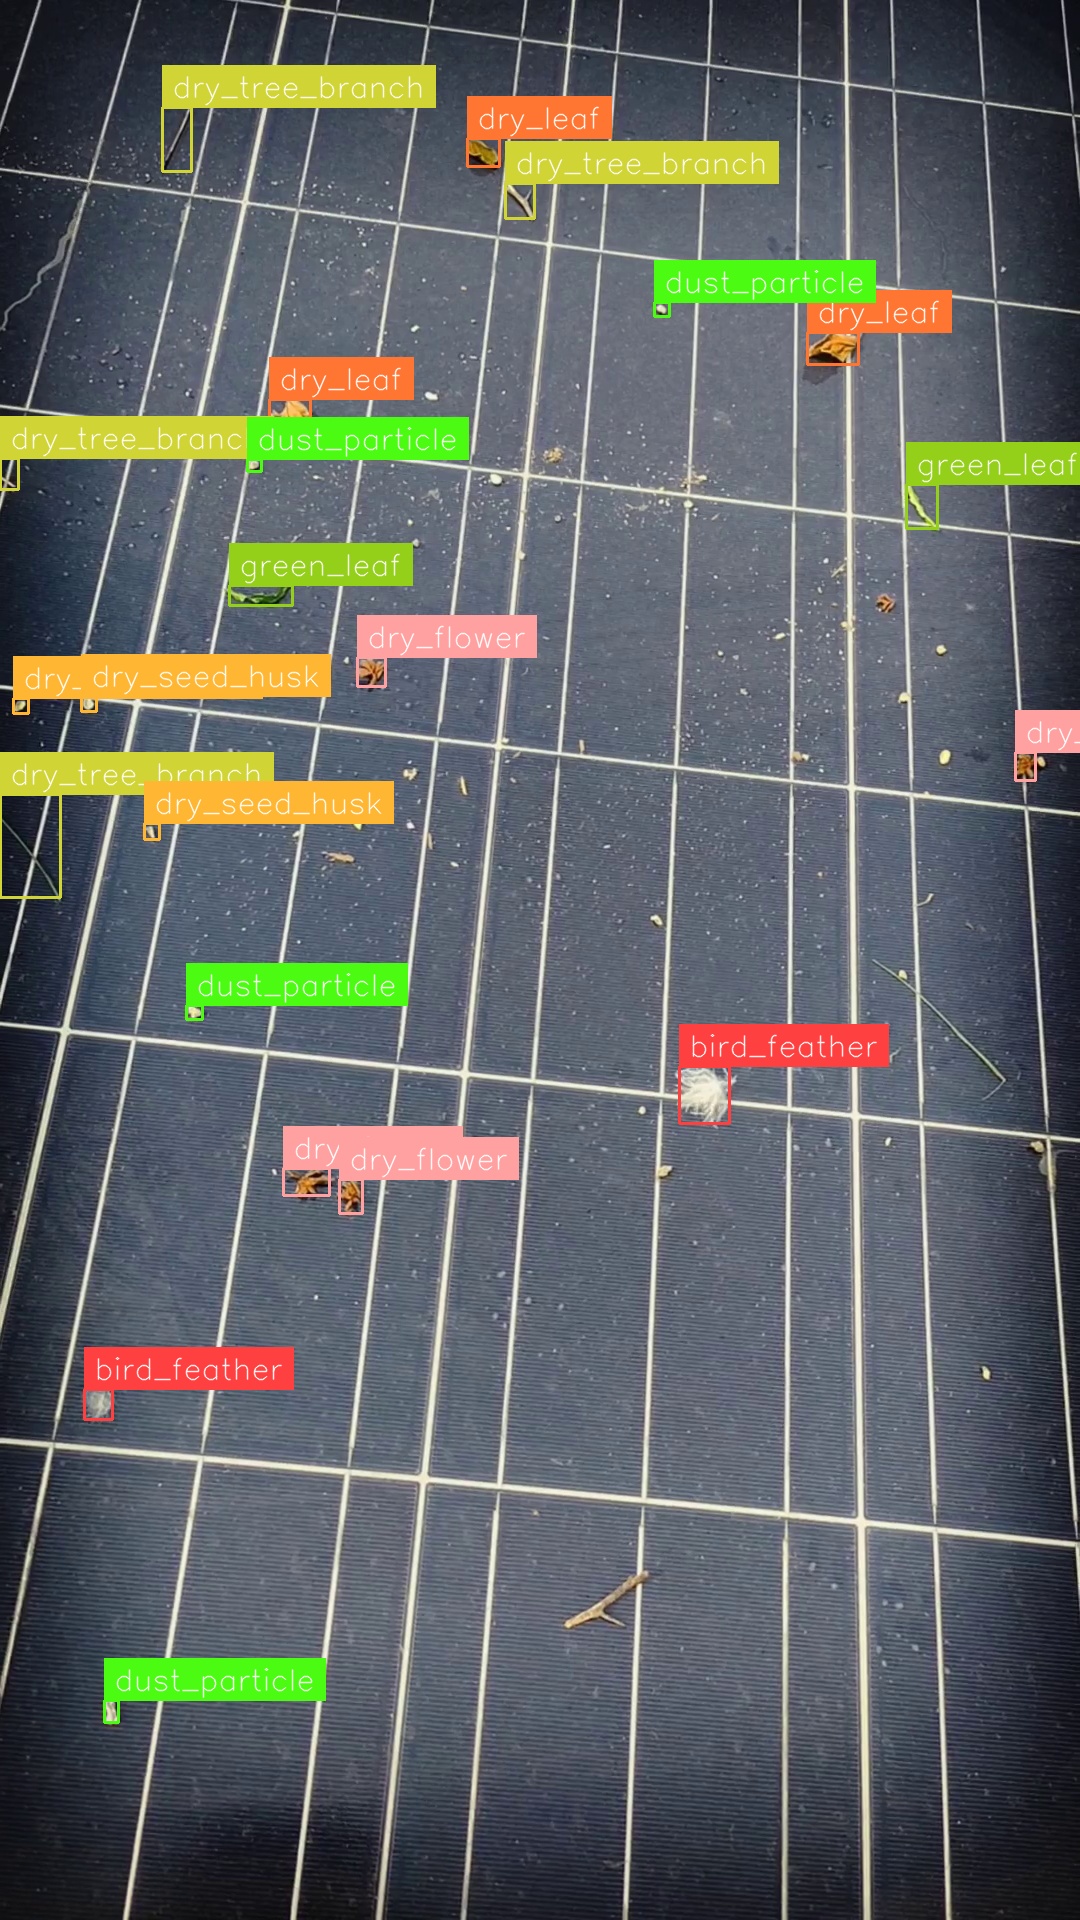 dry_tree_branch
dry_leaf
dry_tree_branch
dust_particle
dry_leaf
dry_leaf
dry_tree_branc
dust_particle
green_leaf
green_leaf
dry_flower
dry_
dry_seed_husk
dry_
dry_tree_branch
dry_seed_husk
dust_particle
bird_feather
dry
dry_flower
bird_feather
dust_particle